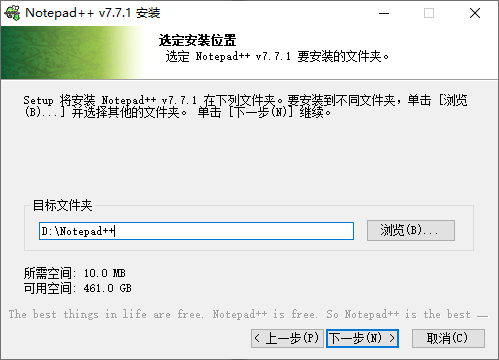 Notepad++ v7.7.1 安装
选定安装位置
选定 Notepad++ v7.7.1 要安装的文件夹。
Setup 将安装 Notepad++ v7.7.1 在下列文件夹。要安装到不同文件夹，单击 [浏览
(B)...] 并选择其他的文件夹。 单击 [下一步(N)] 继续。
目标文件夹
D:\Notepad++
浏览(B)...
所需空间: 10.0 MB
可用空间: 461.0 GB
The best things in life are free. Notepad++ is free. So Notepad++ is the best
< 上一步(P) 下一步(N) > 取消(C)